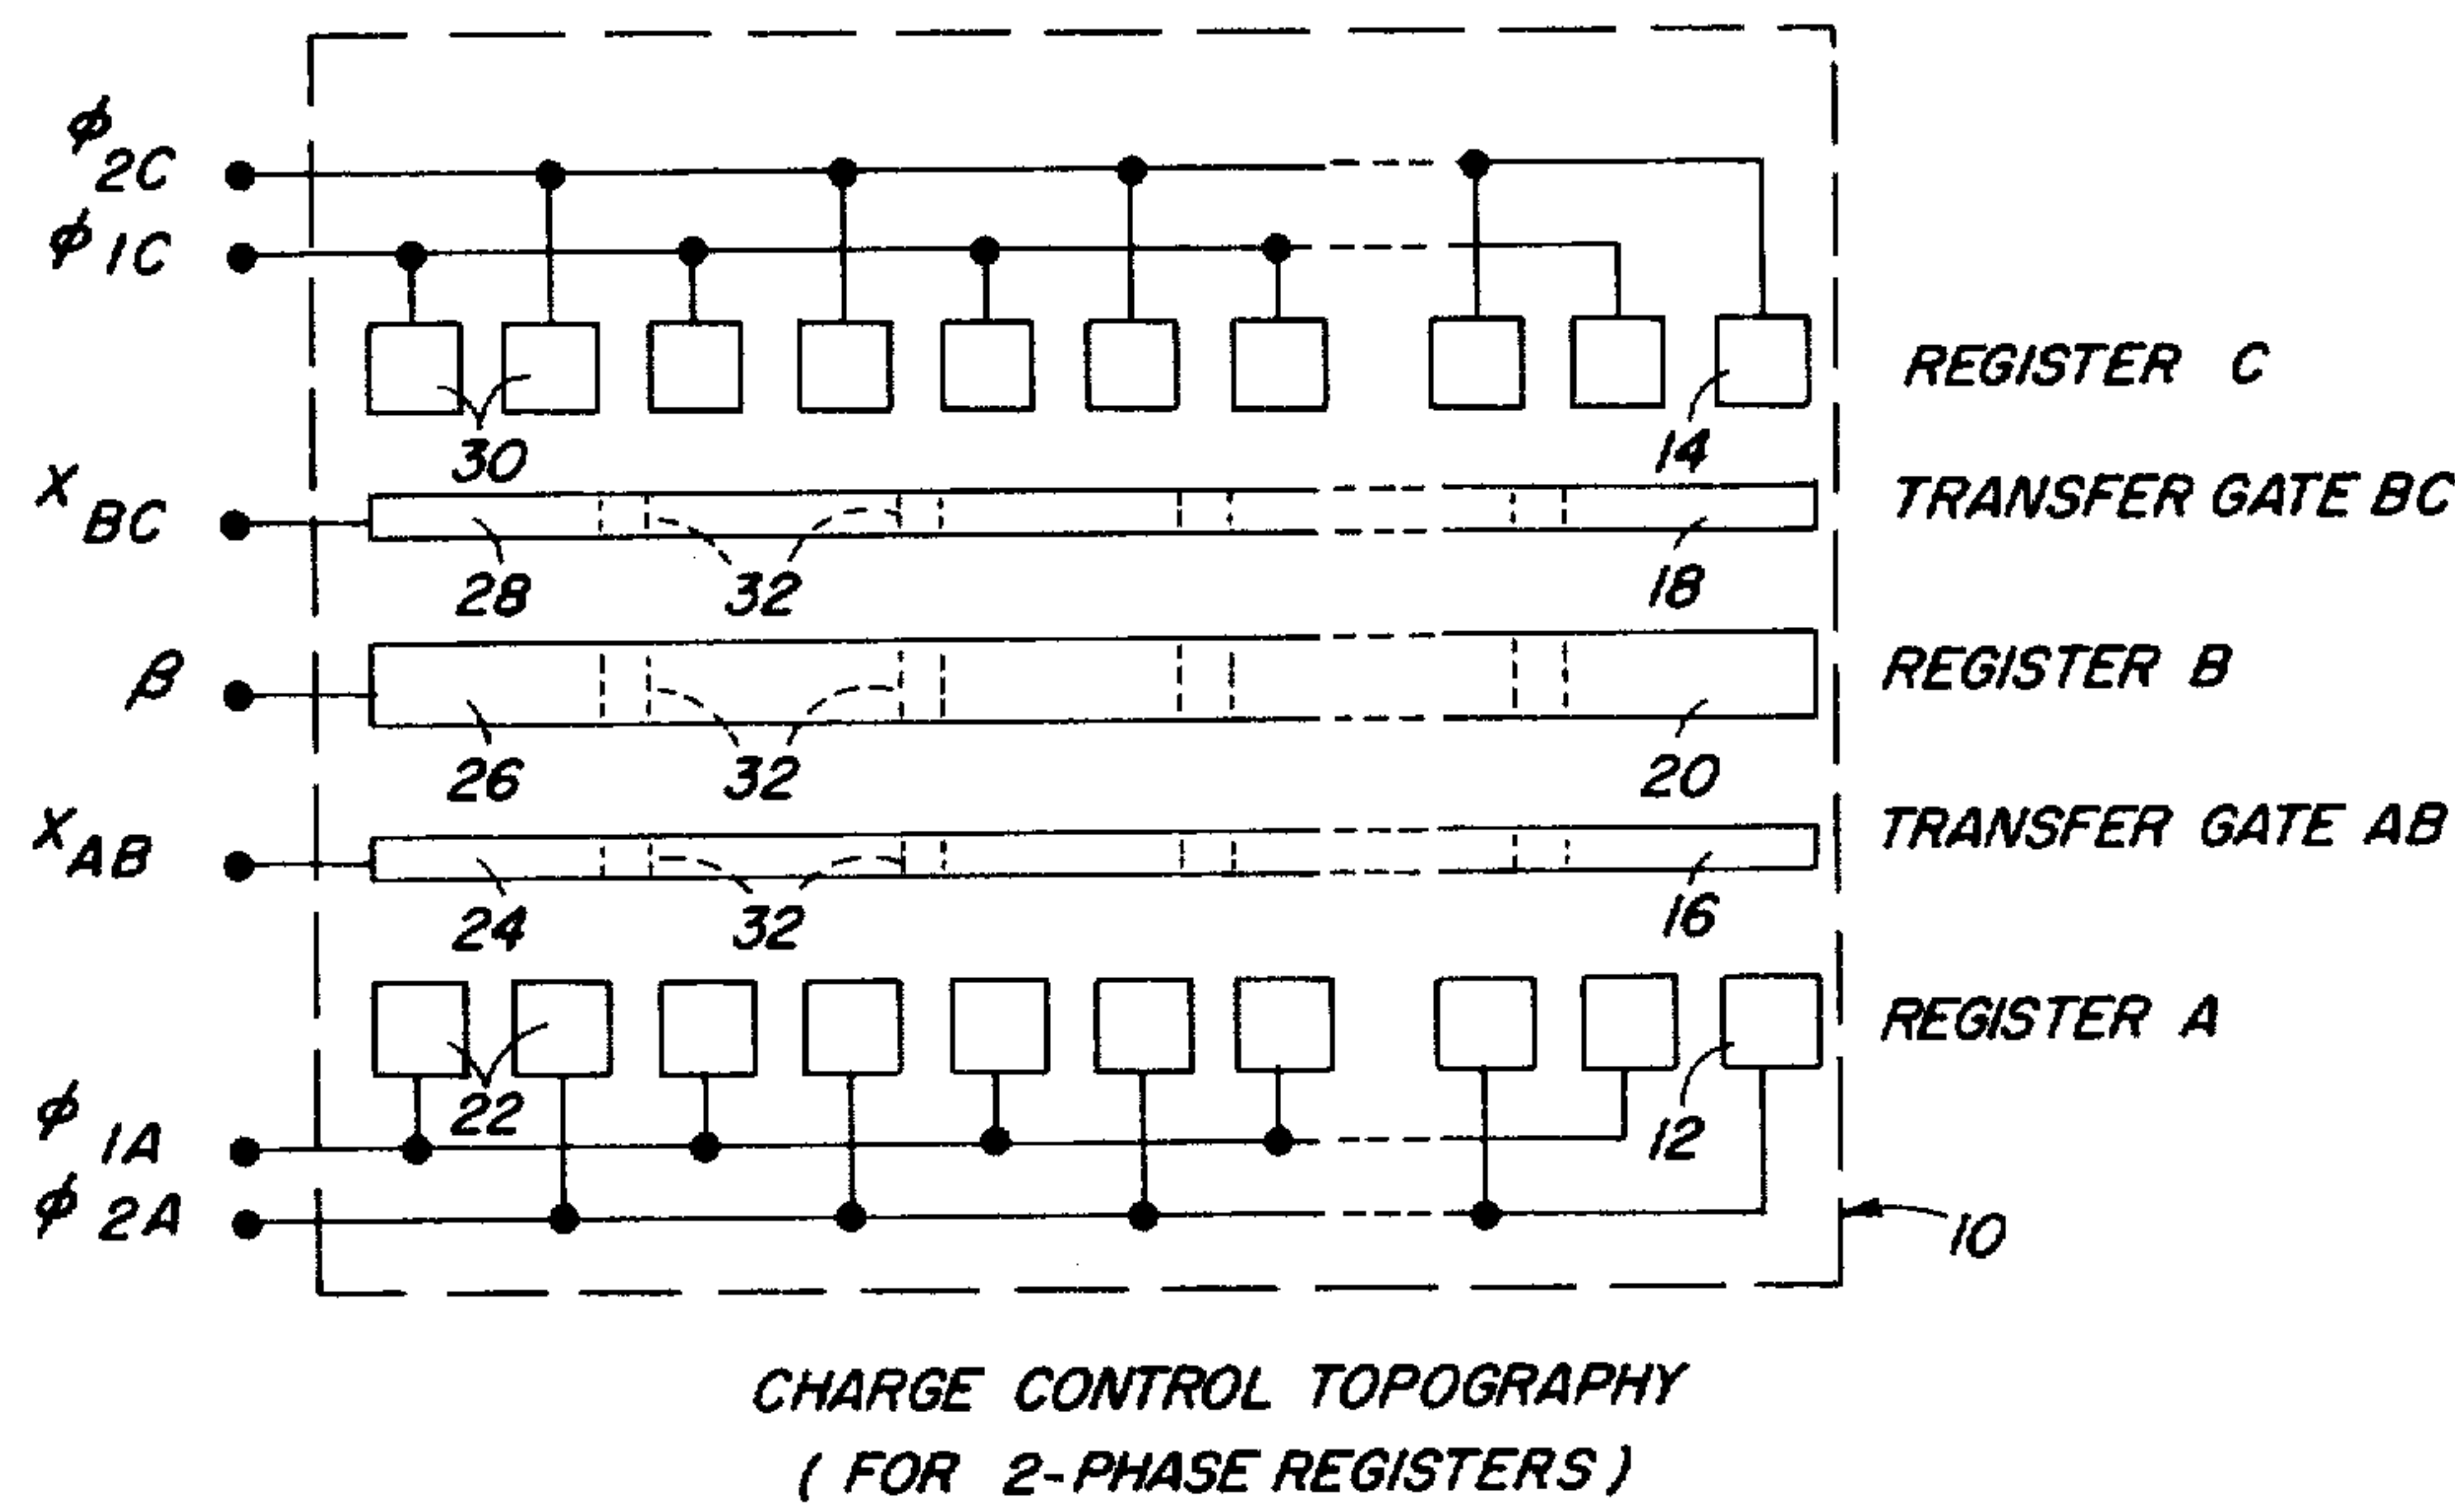 ϕ2C
ϕ1C
REGISTER C
30
14
XBC
TRANSFER GATE BC
28
32
18
β
REGISTER B
26
32
20
XAB
TRANSFER GATE AB
24
32
16
REGISTER A
22
12
ϕ1A
ϕ2A
10
CHARGE CONTROL TOPOGRAPHY
( FOR 2-PHASE REGISTERS )